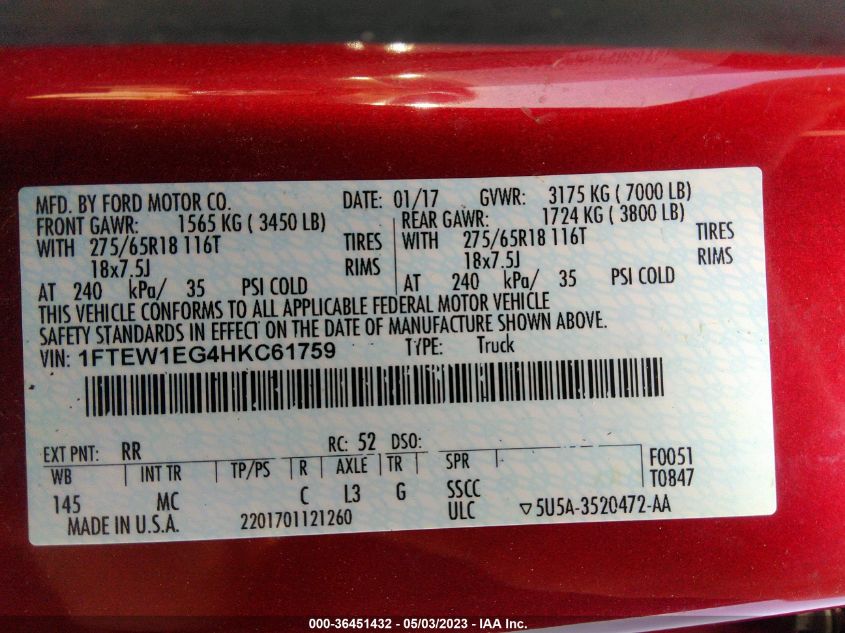 MFD. BY FORD MOTOR CO. DATE: 01/17 GVWR: 3175 KG ( 7000 LB)
FRONT GAWR: 1565 KG ( 3450 LB) REAR GAWR: 1724 KG ( 3800 LB)
WITH 275/65R18 116T TIRES WITH 275/65R18 116T TIRES
18x7.5J RIMS 18x7.5J RIMS
AT 240 kPa/ 35 PSI COLD AT 240 kPa/ 35 PSI COLD
THIS VEHICLE CONFORMS TO ALL APPLICABLE FEDERAL MOTOR VEHICLE
SAFETY STANDARDS IN EFFECT ON THE DATE OF MANUFACTURE SHOWN ABOVE.
VIN: 1FTEW1EG4HKC61759 TYPE: Truck
EXT PNT: RR RC: 52 DSO:
WB INT TR TP/PS R AXLE TR SPR F0051
145 MC C L3 G SSCC T0847
MADE IN U.S.A. 2201701121260 ULC ▽5U5A-3520472-AA
000-36451432 - 05/03/2023 - IAA Inc.